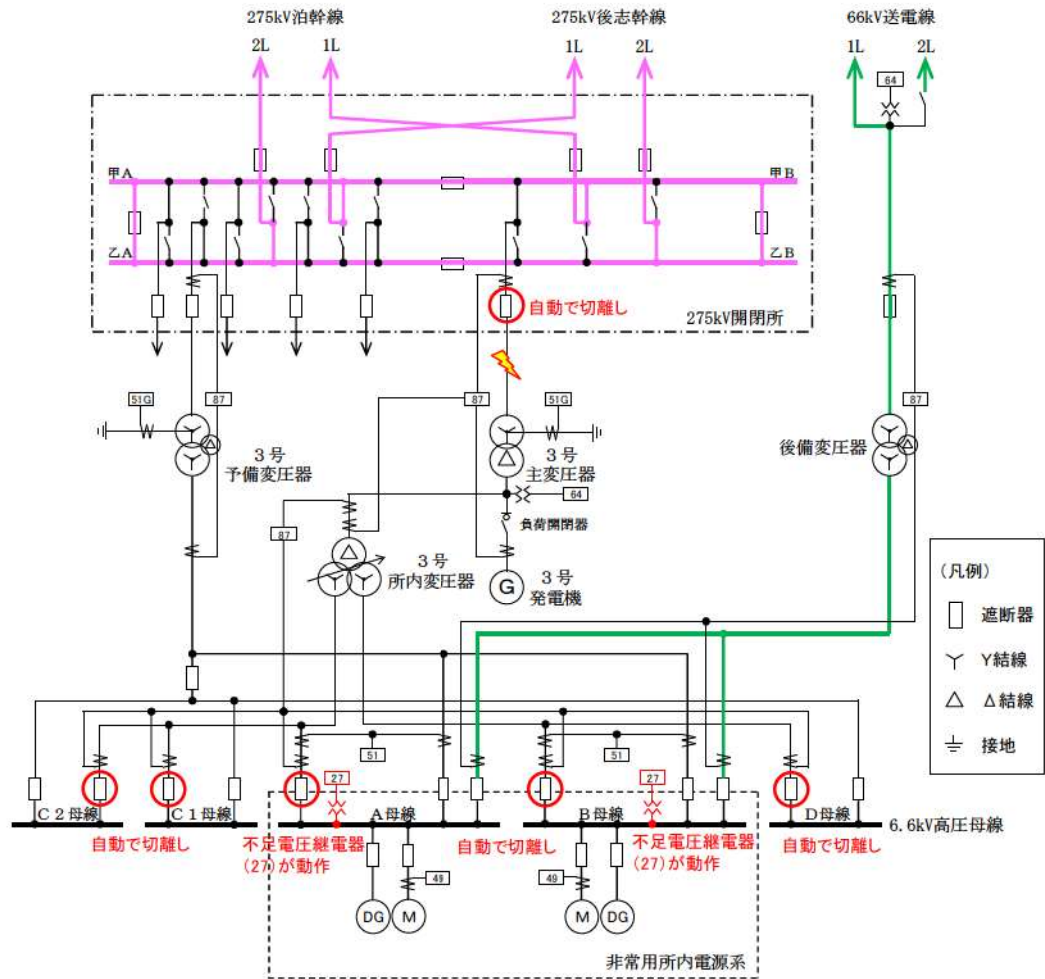 275kV泊幹線
275kV後志幹線
66kV送電線
2L
1L
1L
2L
1L
2L
64
甲A
甲B
乙A
乙B
自動で切離し
275kV開閉所
51G
87
87
51G
87
3号
予備変圧器
3号
主変圧器
後備変圧器
64
負荷開閉器
87
3号
所内変圧器
G
3号
発電機
(凡例)
遮断器
Y結線
Δ結線
接地
51
51
27
27
C2母線
C1母線
A母線
B母線
D母線
6.6kV高圧母線
自動で切離し
不足電圧継電器
(27)が動作
自動で切離し
不足電圧継電器
(27)が動作
自動で切離し
49
49
DG
M
M
DG
非常用所内電源系